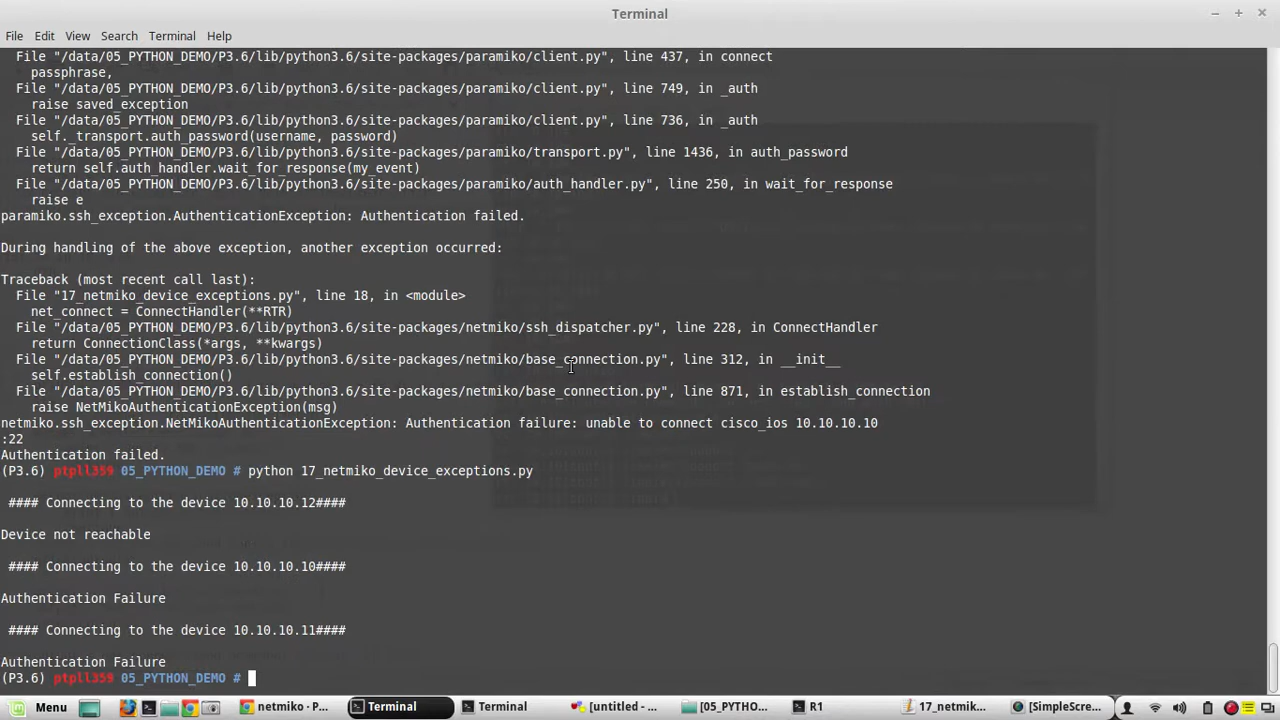 Terminal
File Edit View Search Terminal Help
File "/data/05_PYTHON_DEMO/P3.6/lib/python3.6/site-packages/paramiko/client.py", line 437, in connect
passphrase,
File "/data/05_PYTHON_DEMO/P3.6/lib/python3.6/site-packages/paramiko/client.py", line 749, in _auth
raise saved_exception
File "/data/05_PYTHON_DEMO/P3.6/lib/python3.6/site-packages/paramiko/client.py", line 736, in _auth
self._transport.auth_password(username, password)
File "/data/05_PYTHON_DEMO/P3.6/lib/python3.6/site-packages/paramiko/transport.py", line 1436, in auth_password
return self.auth_handler.wait_for_response(my_event)
File "/data/05_PYTHON_DEMO/P3.6/lib/python3.6/site-packages/paramiko/auth_handler.py", line 250, in wait_for_response
raise e
paramiko.ssh_exception.AuthenticationException: Authentication failed.
During handling of the above exception, another exception occurred:
Traceback (most recent call last):
File "17_netmiko_device_exceptions.py", line 18, in <module>
net_connect = ConnectHandler(**RTR)
File "/data/05_PYTHON_DEMO/P3.6/lib/python3.6/site-packages/netmiko/ssh_dispatcher.py", line 228, in ConnectHandler
return ConnectionClass(*args, **kwargs)
File "/data/05_PYTHON_DEMO/P3.6/lib/python3.6/site-packages/netmiko/base_connection.py", line 312, in __init__
self.establish_connection()
File "/data/05_PYTHON_DEMO/P3.6/lib/python3.6/site-packages/netmiko/base_connection.py", line 871, in establish_connection
raise NetMikoAuthenticationException(msg)
netmiko.ssh_exception.NetMikoAuthenticationException: Authentication failure: unable to connect cisco_ios 10.10.10.10
:22
Authentication failed.
(P3.6) ptpll359 05_PYTHON_DEMO # python 17_netmiko_device_exceptions.py
#### Connecting to the device 10.10.10.12####
Device not reachable
#### Connecting to the device 10.10.10.10####
Authentication Failure
#### Connecting to the device 10.10.10.11####
Authentication Failure
(P3.6) ptpll359 05_PYTHON_DEMO #
Menu netmiko - P... Terminal Terminal [untitled - ... [05_PYTHO... R1 17_netmik... [SimpleScre...